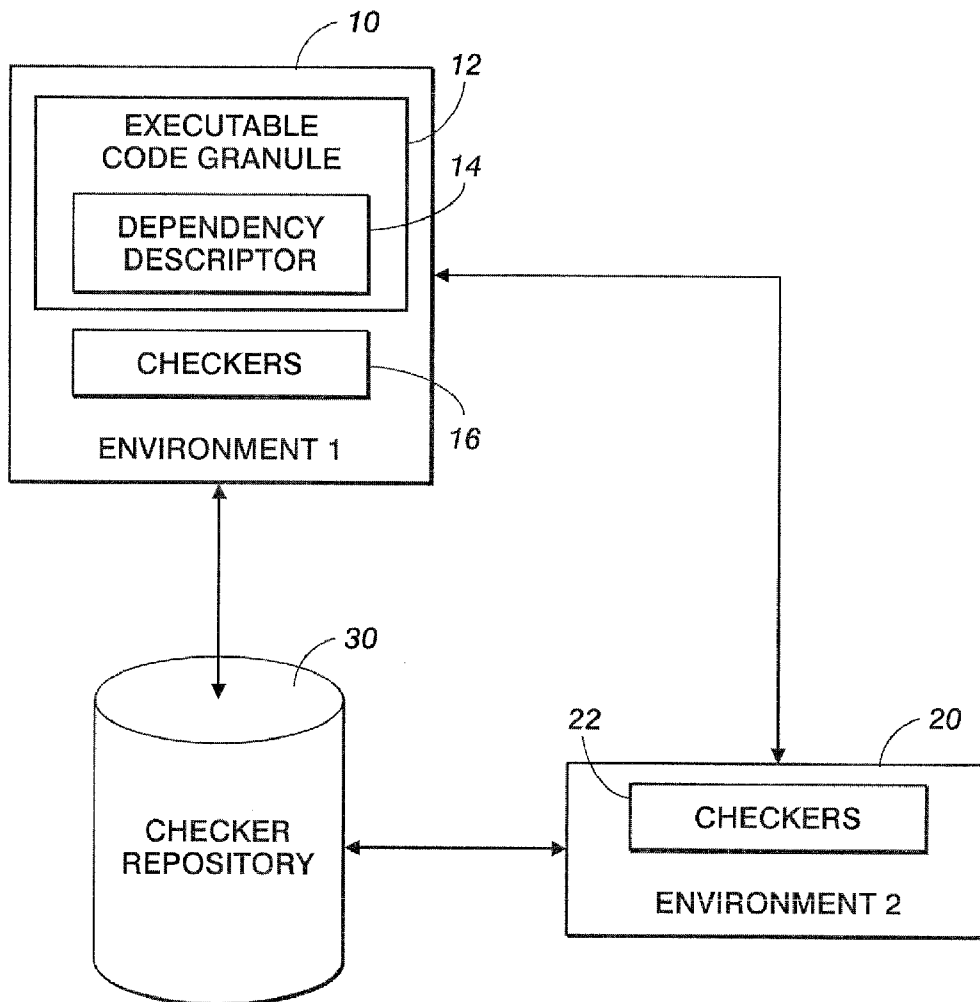 10
12
EXECUTABLE
CODE GRANULE
14
DEPENDENCY
DESCRIPTOR
CHECKERS
16
ENVIRONMENT 1
30
22
20
CHECKERS
CHECKER
REPOSITORY
ENVIRONMENT 2